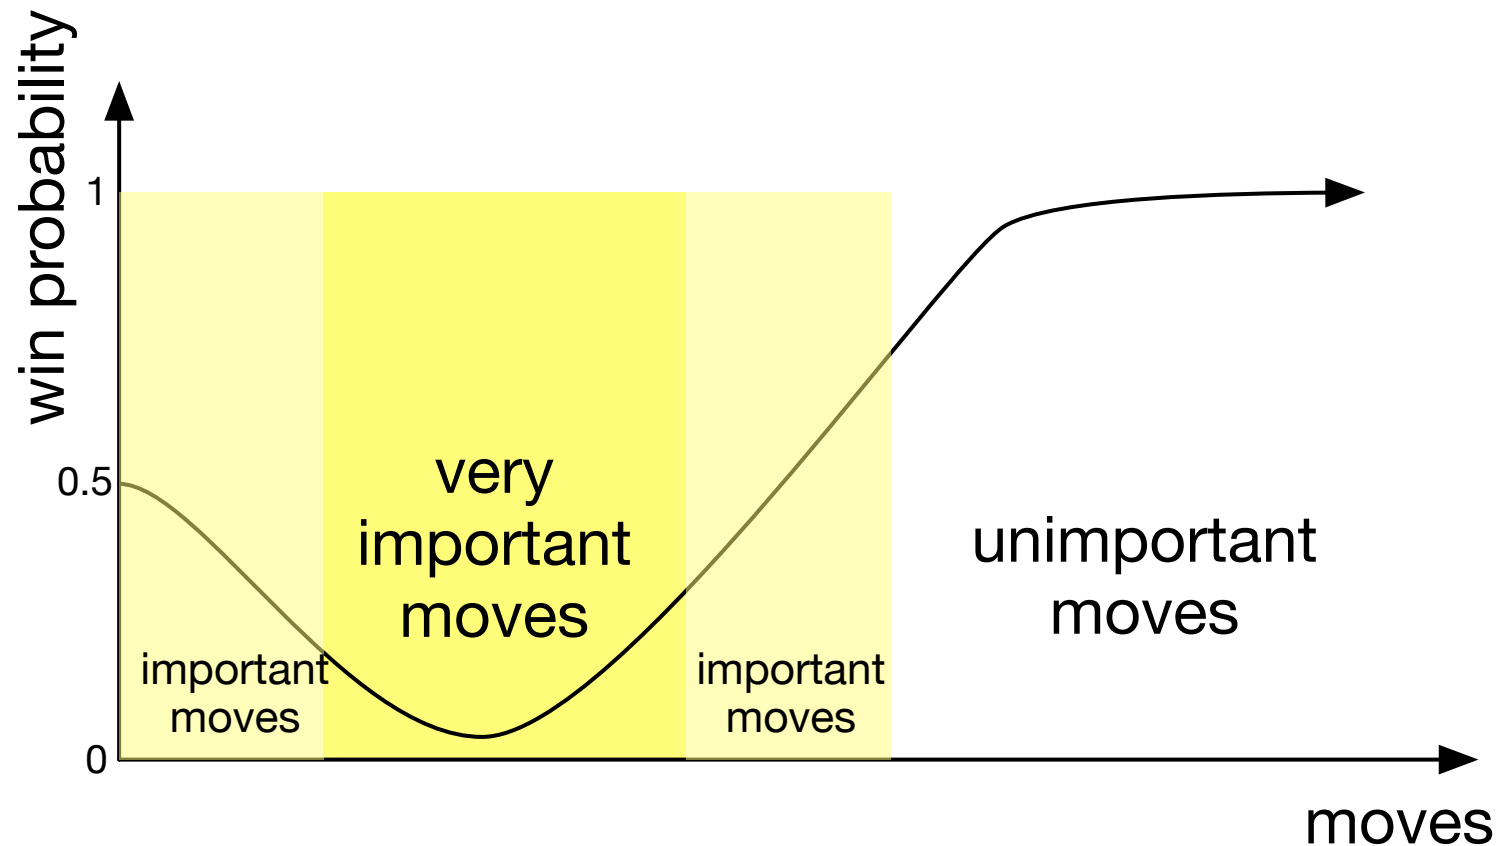 win probability
1
0.5
0
important
moves
very
important
moves
important
moves
unimportant
moves
moves